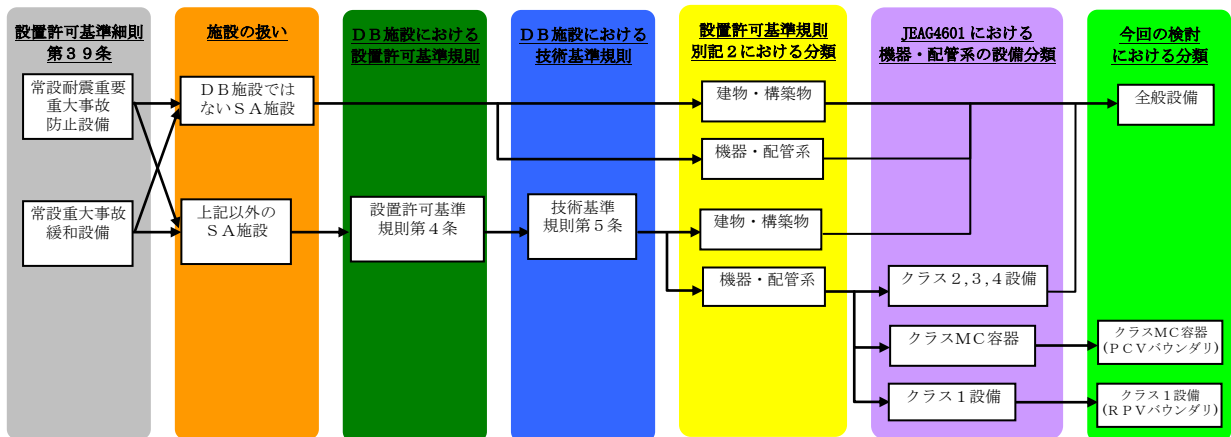 設置許可基準細則
第３９条
常設耐震重要
重大事故
防止設備
常設重大事故
緩和設備
施設の扱い
ＤＢ施設では
ないＳＡ施設
上記以外の
ＳＡ施設
ＤＢ施設における
設置許可基準規則
設置許可基準
規則第４条
ＤＢ施設における
技術基準規則
技術基準
規則第５条
設置許可基準規則
別記２における分類
建物・構築物
機器・配管系
建物・構築物
機器・配管系
JEAG4601における
機器・配管系の設備分類
クラス２,３,４設備
クラスＭＣ容器
クラス１設備
今回の検討
における分類
全般設備
クラスＭＣ容器
(ＰＣＶバウンダリ)
クラス１設備
(ＲＰＶバウンダリ)